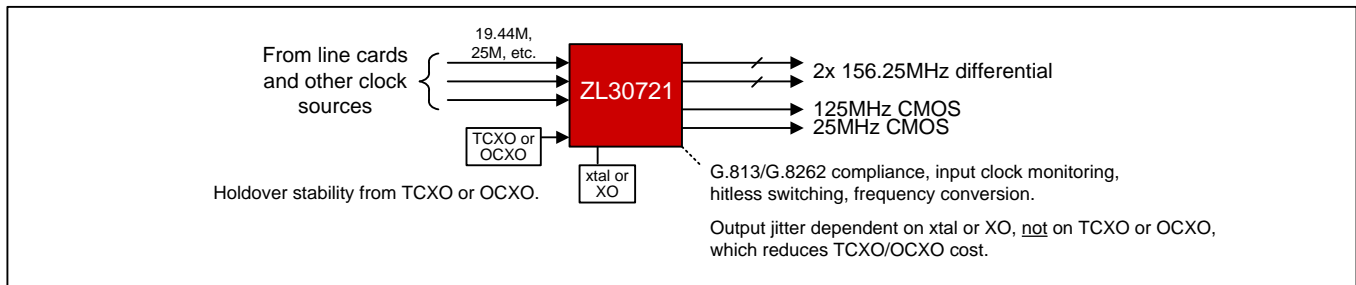 19.44M,
25M, etc.
From line cards
and other clock
sources
ZL30721
2x 156.25MHz differential
125MHz CMOS
25MHz CMOS
TCXO or
OCXO
xtal or
XO
Holdover stability from TCXO or OCXO.
G.813/G.8262 compliance, input clock monitoring,
hitless switching, frequency conversion.
Output jitter dependent on xtal or XO, not on TCXO or OCXO,
which reduces TCXO/OCXO cost.